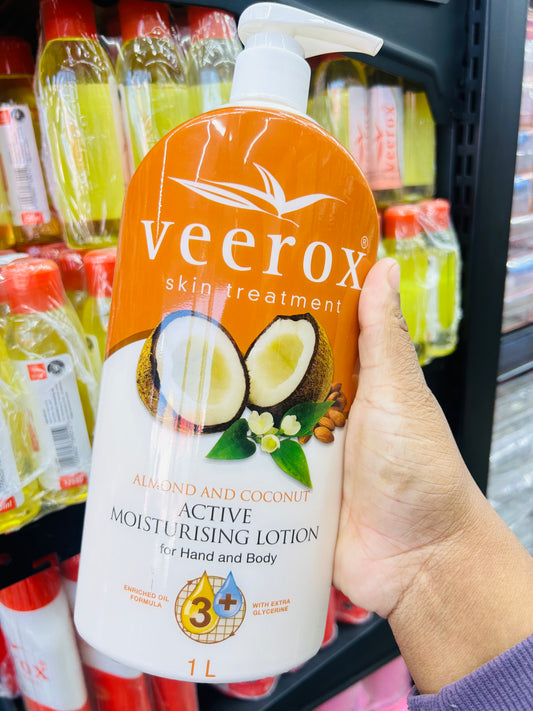 veerox®
skin treatment
ALMOND AND COCONUT
ACTIVE
MOISTURISING LOTION
for Hand and Body
ENRICHED OIL
FORMULA
3+
WITH EXTRA
GLYCERINE
1 L